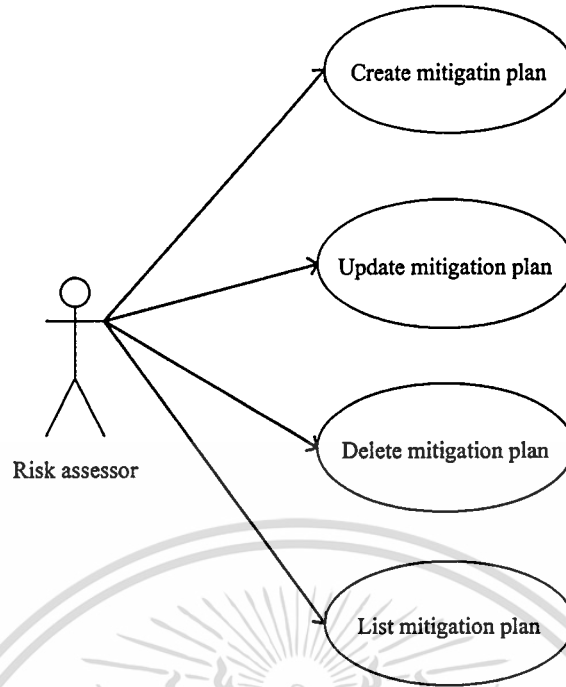 Create mitigatin plan
Update mitigation plan
Risk assessor
Delete mitigation plan
List mitigation plan